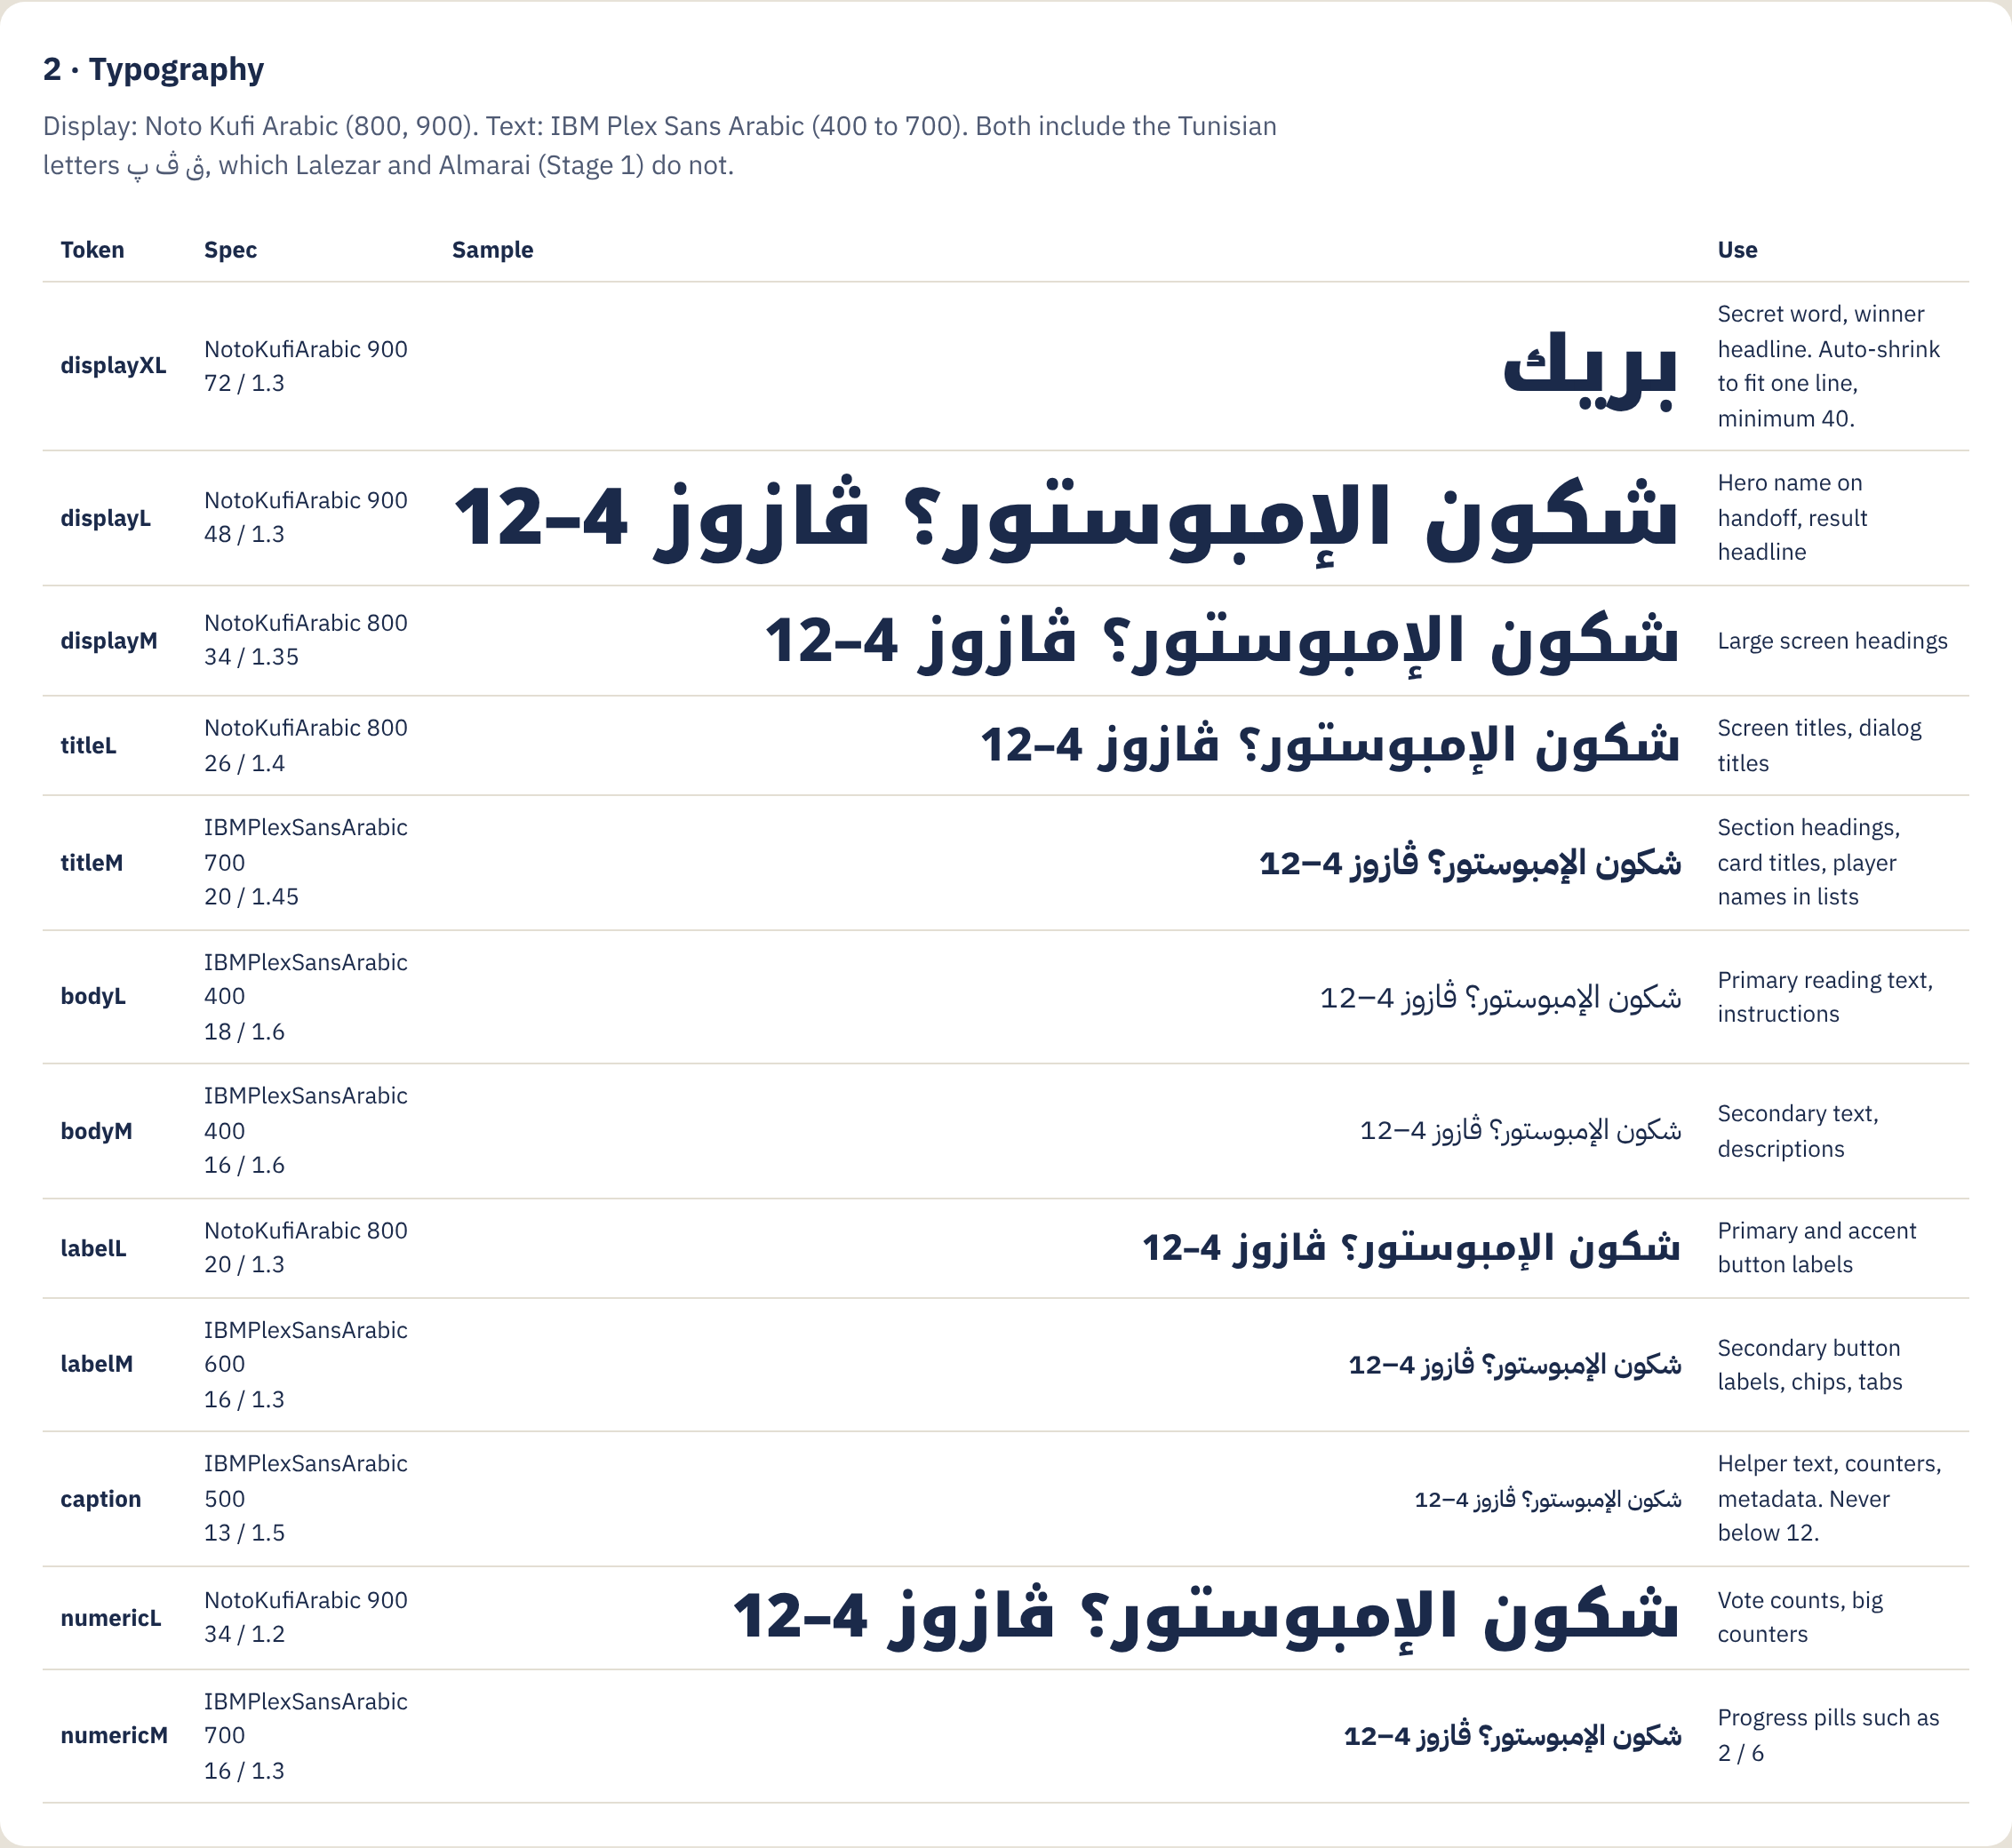 2 · Typography
Display: Noto Kufi Arabic (800, 900). Text: IBM Plex Sans Arabic (400 to 700). Both include the Tunisian
letters ڨ ڤ پ, which Lalezar and Almarai (Stage 1) do not.
Token Spec Sample Use
displayXL
NotoKufiArabic 900
72 / 1.3
بريك
Secret word, winner
headline. Auto-shrink
to fit one line,
minimum 40.
displayL
NotoKufiArabic 900
48 / 1.3
شكون الإمبوستور؟ ڨازوز 4–12
Hero name on
handoff, result
headline
displayM
NotoKufiArabic 800
34 / 1.35
شكون الإمبوستور؟ ڨازوز 4–12
Large screen headings
titleL
NotoKufiArabic 800
26 / 1.4
شكون الإمبوستور؟ ڨازوز 4–12
Screen titles, dialog
titles
titleM
IBMPlexSansArabic
700
20 / 1.45
شكون الإمبوستور؟ ڨازوز 4–12
Section headings,
card titles, player
names in lists
bodyL
IBMPlexSansArabic
400
18 / 1.6
شكون الإمبوستور؟ ڨازوز 4–12
Primary reading text,
instructions
bodyM
IBMPlexSansArabic
400
16 / 1.6
شكون الإمبوستور؟ ڨازوز 4–12
Secondary text,
descriptions
labelL
NotoKufiArabic 800
20 / 1.3
شكون الإمبوستور؟ ڨازوز 4–12
Primary and accent
button labels
labelM
IBMPlexSansArabic
600
16 / 1.3
شكون الإمبوستور؟ ڨازوز 4–12
Secondary button
labels, chips, tabs
caption
IBMPlexSansArabic
500
13 / 1.5
شكون الإمبوستور؟ ڨازوز 4–12
Helper text, counters,
metadata. Never
below 12.
numericL
NotoKufiArabic 900
34 / 1.2
شكون الإمبوستور؟ ڨازوز 4–12
Vote counts, big
counters
numericM
IBMPlexSansArabic
700
16 / 1.3
شكون الإمبوستور؟ ڨازوز 4–12
Progress pills such as
2 / 6